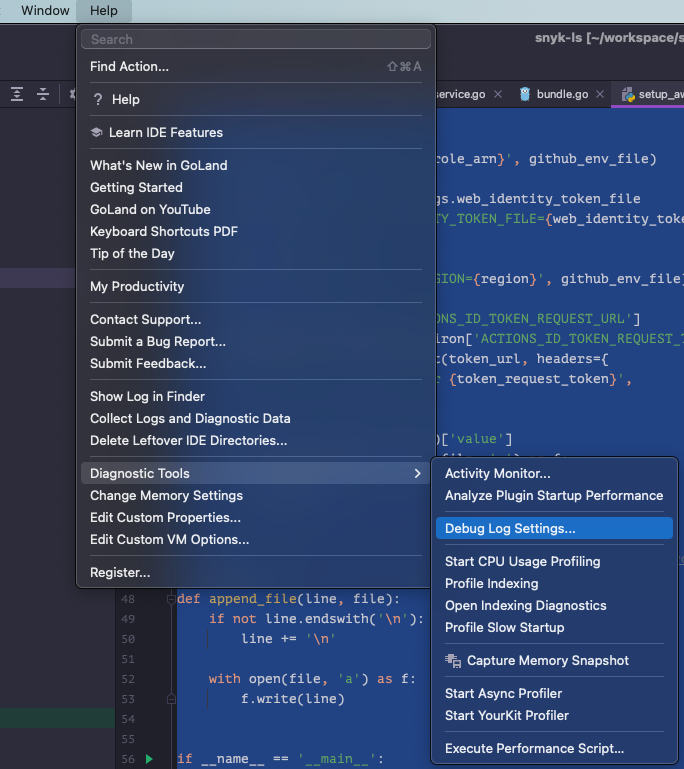 Window Help
Search
snyk-ls [~/workspace/s
Find Action... ⇧⌘A
? Help
service.go × bundle.go × setup_aw
Learn IDE Features
role_arn}', github_env_file)
What's New in GoLand
Getting Started
gs.web_identity_token_file
GoLand on YouTube
TY_TOKEN_FILE={web_identity_toke
Keyboard Shortcuts PDF
Tip of the Day
GION={region}', github_env_file)
My Productivity
Contact Support...
ONS_ID_TOKEN_REQUEST_URL']
Submit a Bug Report...
iron['ACTIONS_ID_TOKEN_REQUEST_T
Submit Feedback...
t(token_url, headers={
r {token_request_token}',
Show Log in Finder
Collect Logs and Diagnostic Data
Delete Leftover IDE Directories...
)['value']
Diagnostic Tools
Change Memory Settings
Edit Custom Properties...
Edit Custom VM Options...
Register...
Activity Monitor...
Analyze Plugin Startup Performance
Debug Log Settings...
Start CPU Usage Profiling
Profile Indexing
Open Indexing Diagnostics
Profile Slow Startup
Capture Memory Snapshot
Start Async Profiler
Start YourKit Profiler
Execute Performance Script...
48 def append_file(line, file):
49 if not line.endswith('\n'):
50 line += '\n'
51
52 with open(file, 'a') as f:
53 f.write(line)
54
55
56 if __name__ == '__main__':